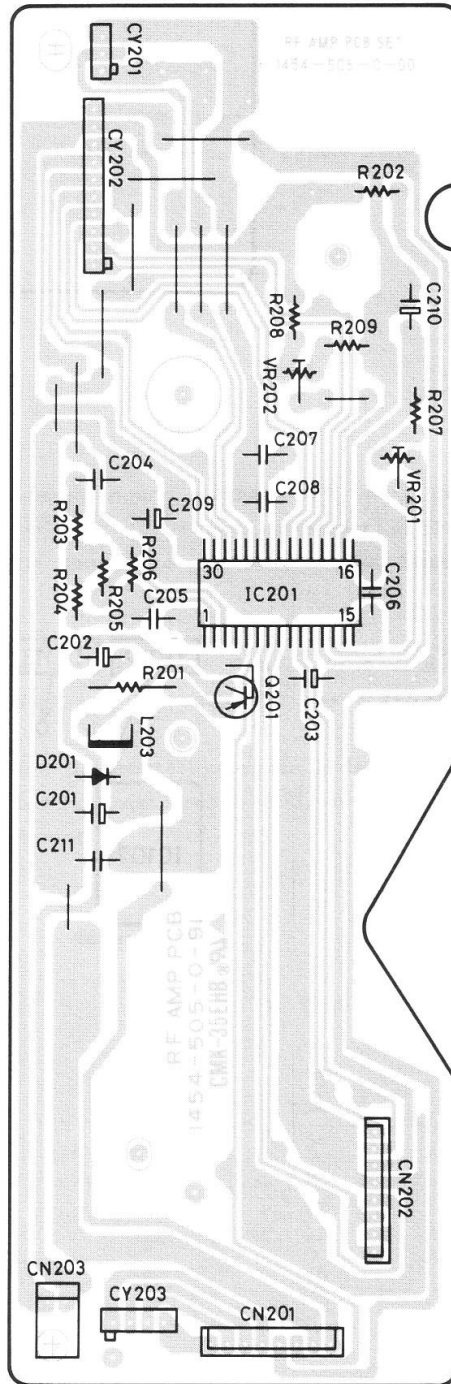 RF AMP PCB SET
1454-505-0-00
CY201
CY202
R202
C210
R208
R209
VR202
R207
C207
C204
VR201
C208
C209
R203
R206
30
16
IC201
C206
R204
R205
C205
1
15
C202
R201
Q201
C203
L203
D201
C201
C211
RF AMP PCB
1454-505-0-91
CN202
CN203
CY203
CN201